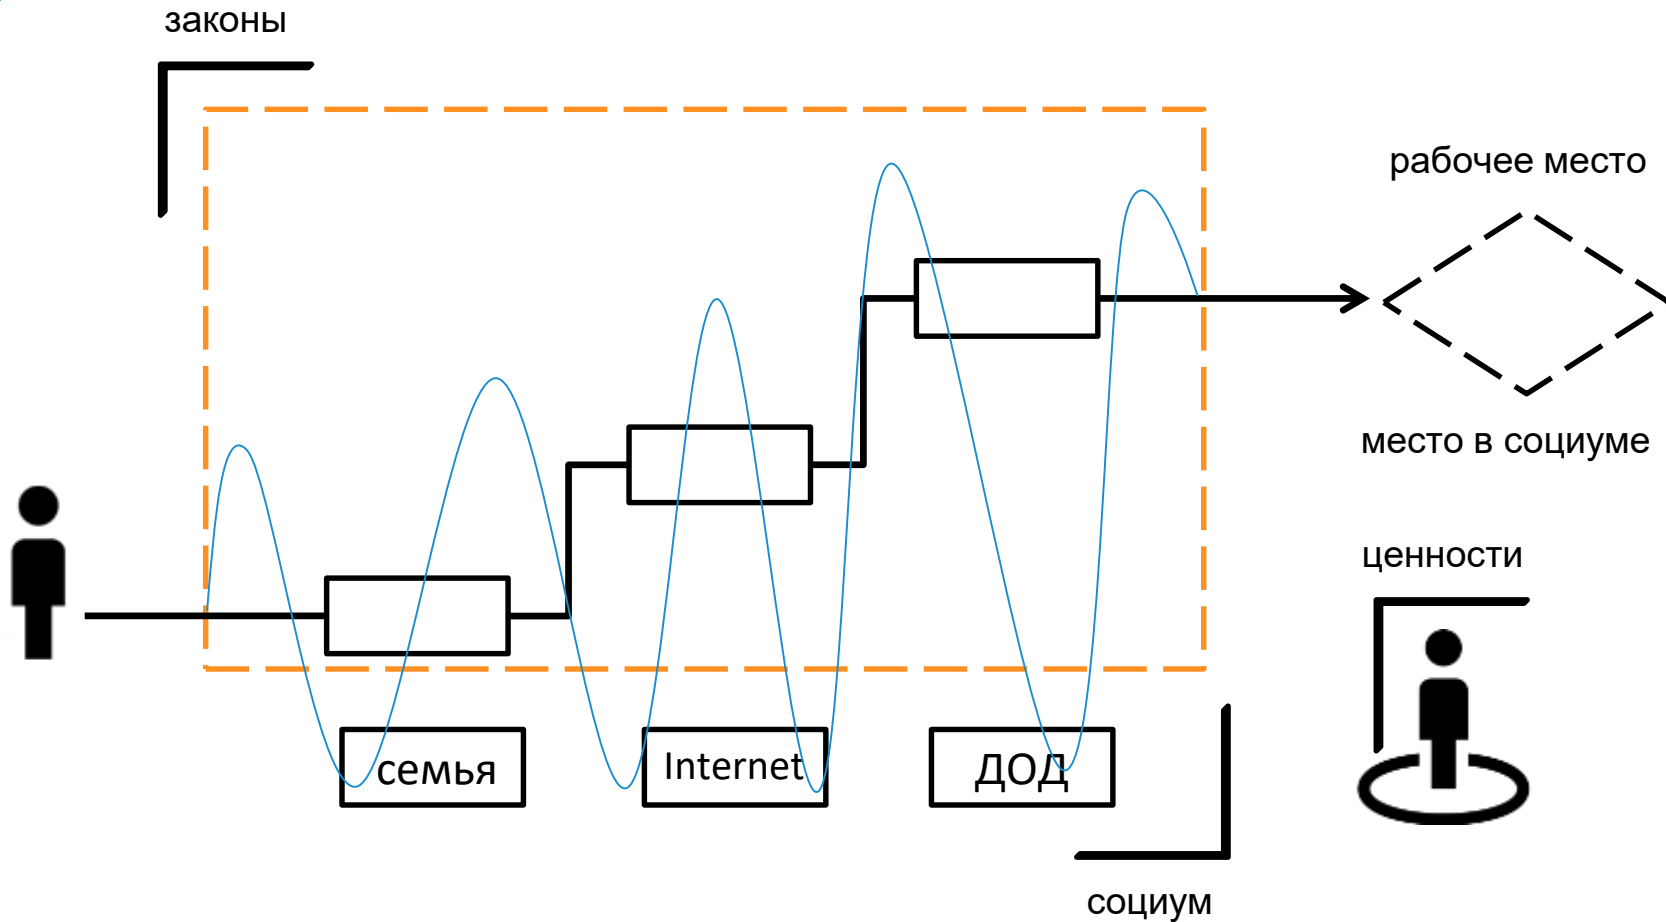 законы
рабочее место
место в социуме
ценности
семья
Internet
ДОД
социум